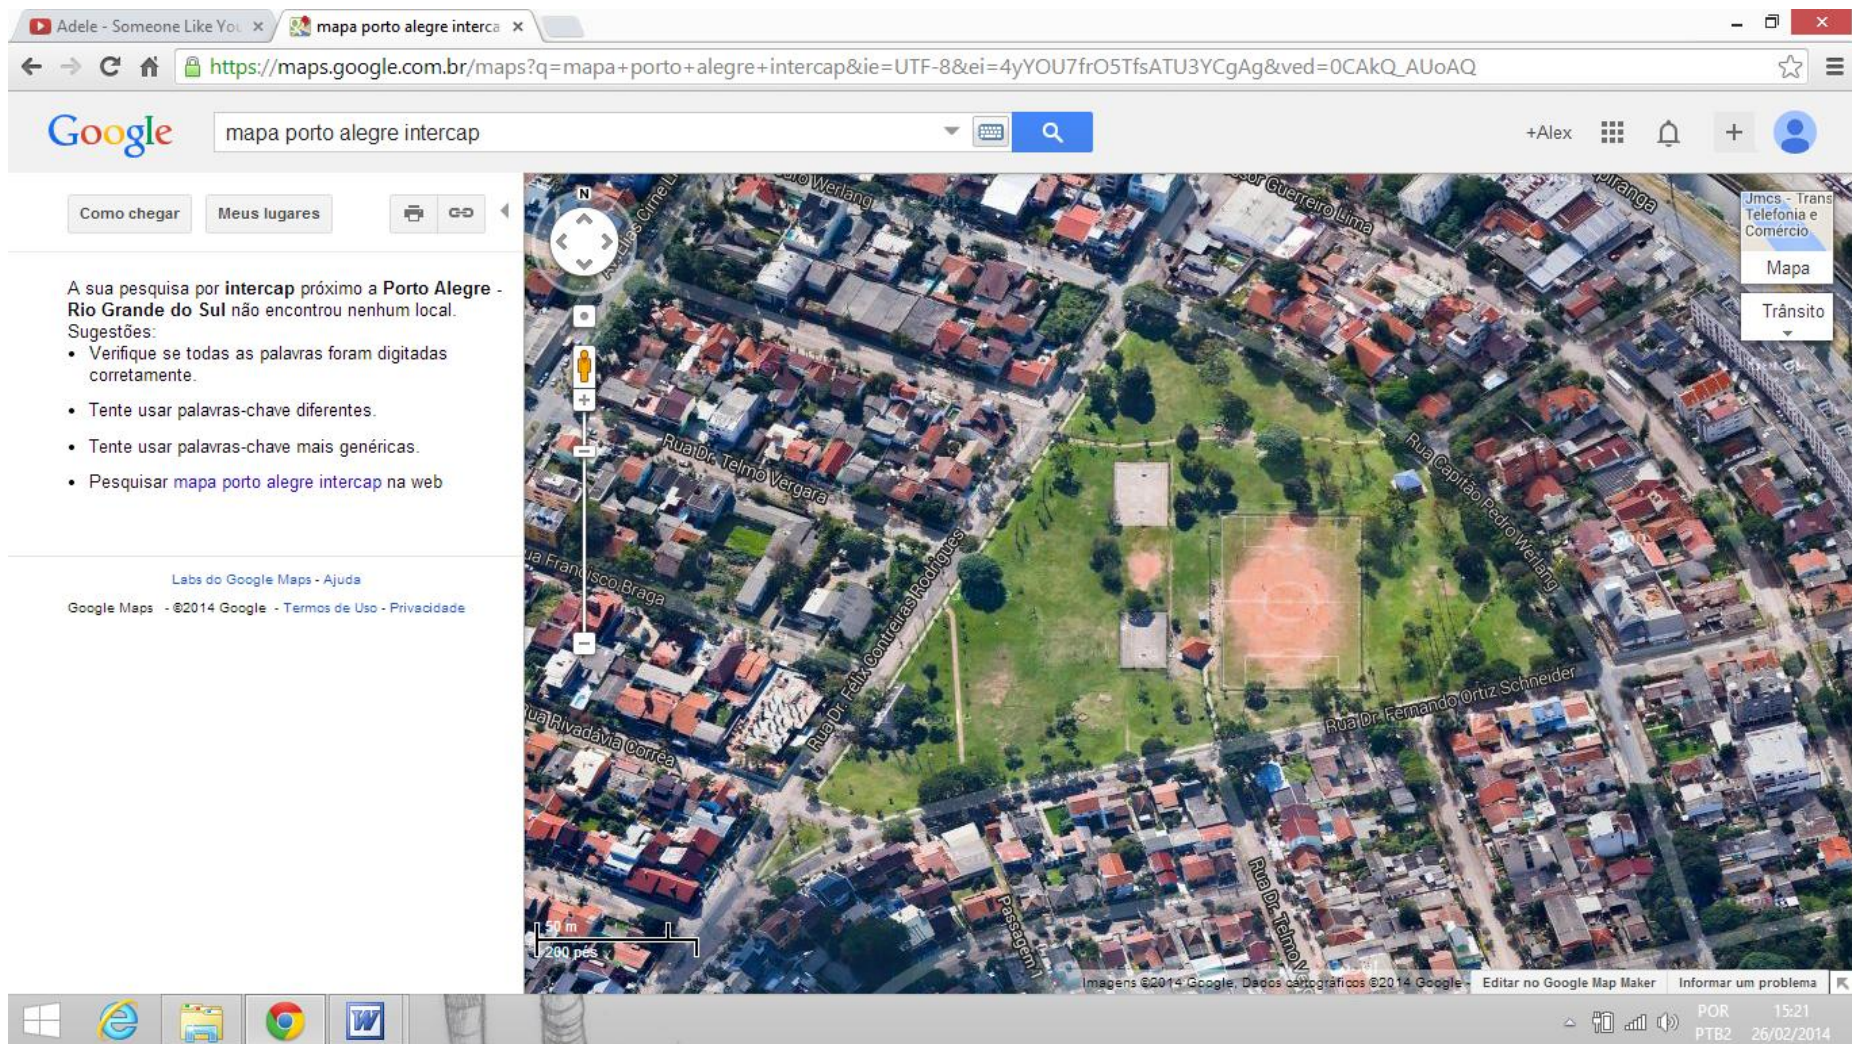 Adele - Someone Like You
mapa porto alegre interca
https://maps.google.com.br/maps?q=mapa+porto+alegre+intercap&ie=UTF-8&ei=4yYOU7frO5TfsATU3YCgAg&ved=0CAkQ_AUoAQ
Google
mapa porto alegre intercap
+Alex
Como chegar
Meus lugares
A sua pesquisa por intercap próximo a Porto Alegre -
Rio Grande do Sul não encontrou nenhum local.
Sugestões:
• Verifique se todas as palavras foram digitadas
corretamente.
• Tente usar palavras-chave diferentes.
• Tente usar palavras-chave mais genéricas.
• Pesquisar mapa porto alegre intercap na web
Labs do Google Maps - Ajuda
Google Maps - ©2014 Google - Termos de Uso - Privacidade
N
Werlang
Guerreiro Lima
Jmcs - Trans
Telefonia e
Comércio
Mapa
Trânsito
Rua Dr. Telmo Vergara
Rua Capitão Pedro Werlang
Francisco Braga
Rua Dr. Félix Contreiras Rodrigues
Rua Dr. Fernando Ortiz Schneider
Rua Rivadávia Corrêa
Rua Dr. Telmo Ve
Passagem 1
50 m
200 pés
Imagens ©2014 Google, Dados cartográficos ©2014 Google -
Editar no Google Map Maker
Informar um problema
POR
PTB2
15:21
26/02/2014